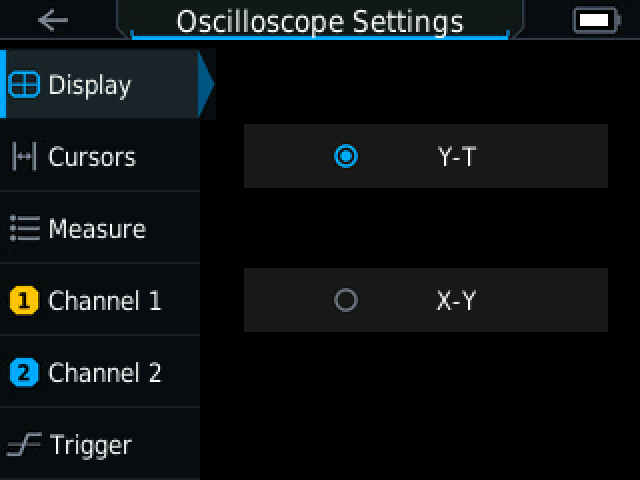 Oscilloscope Settings
Display
Cursors
Measure
1 Channel 1
2 Channel 2
Trigger
Y-T
X-Y